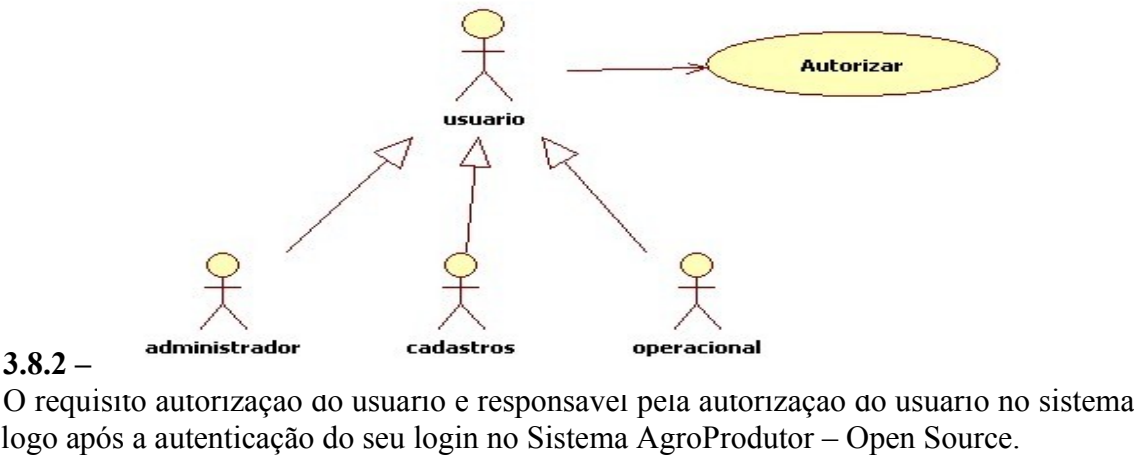 Autorizar
usuario
administrador cadastros operacional
3.8.2 –
O requisito autorização do usuário é responsável pela autorização do usuário no sistema
logo após a autenticação do seu login no Sistema AgroProdutor – Open Source.